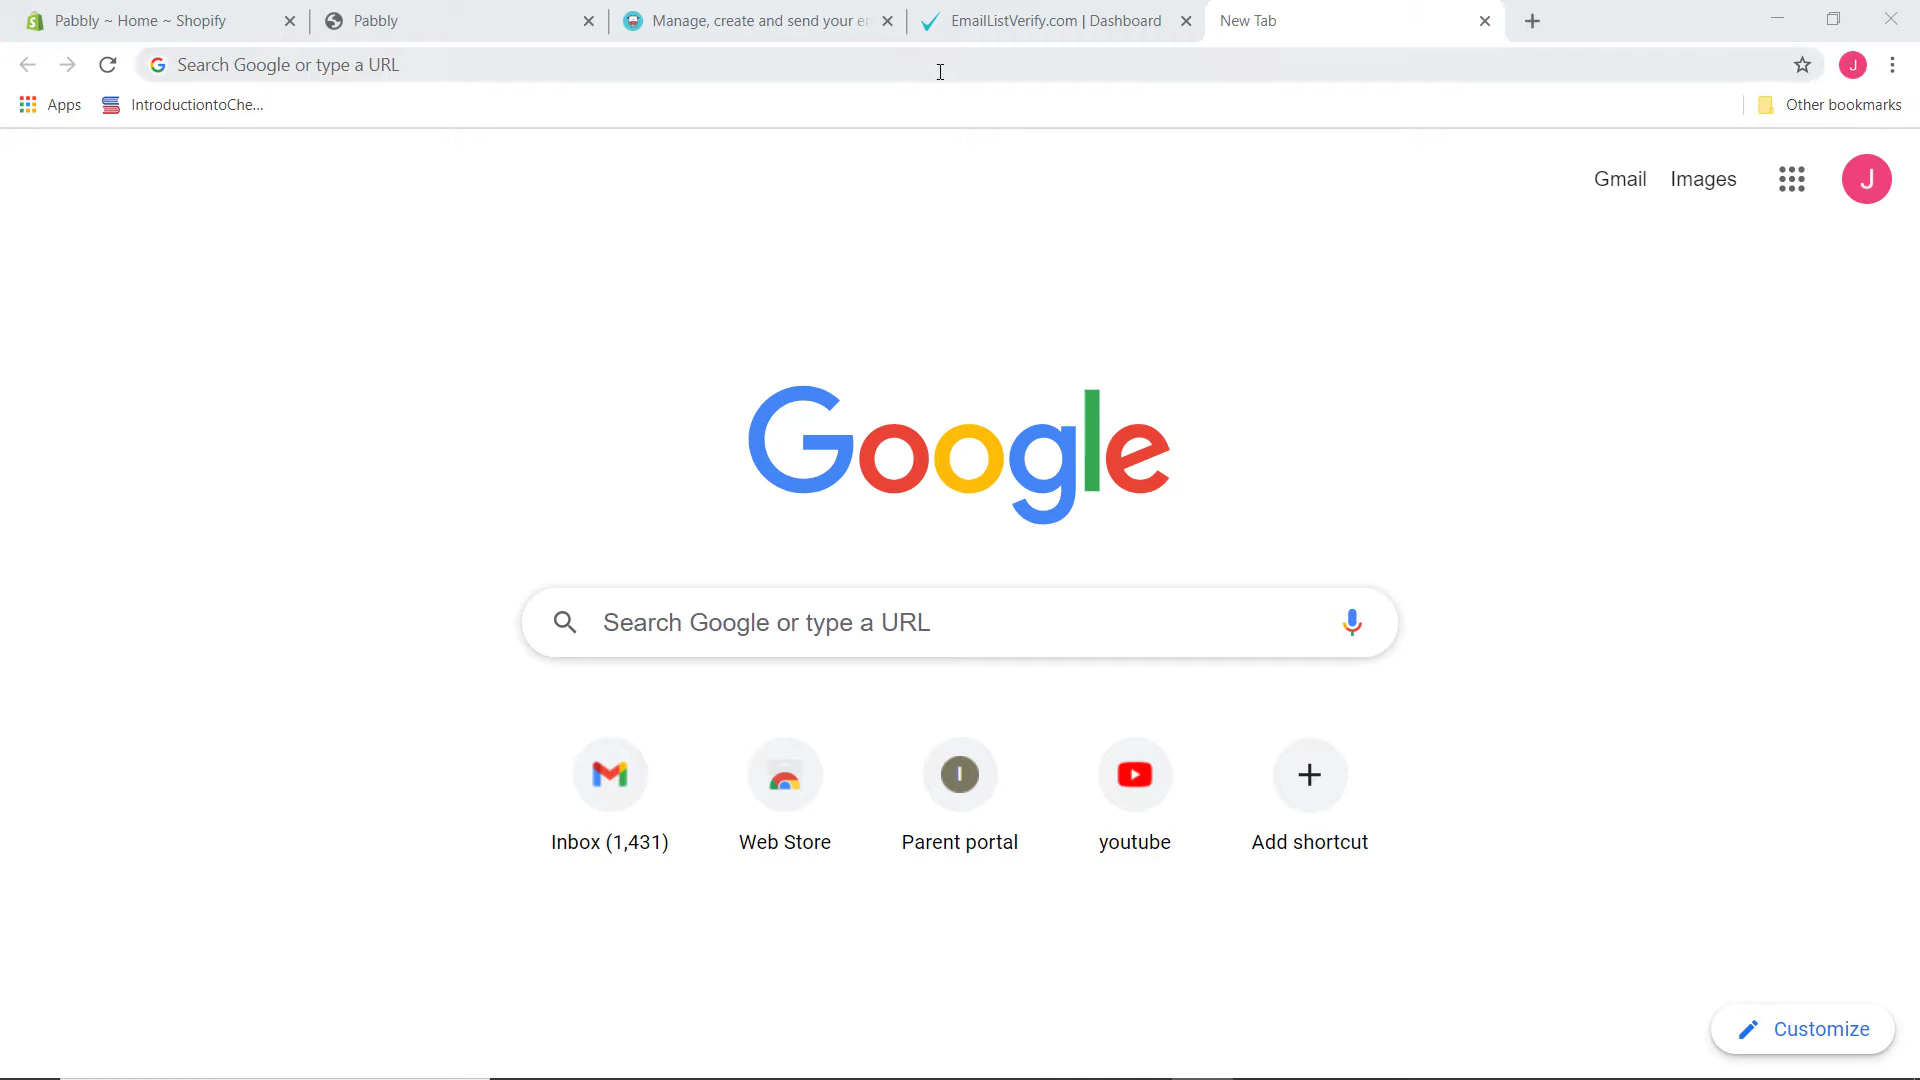 Pabbly ~ Home ~ Shopify
Pabbly
Manage, create and send your e
EmailListVerify.com | Dashboard
New Tab
Search Google or type a URL
J
Apps
IntroductiontoChe...
Other bookmarks
Gmail
Images
J
Google
Search Google or type a URL
I
Inbox (1,431)
Web Store
Parent portal
youtube
Add shortcut
Customize